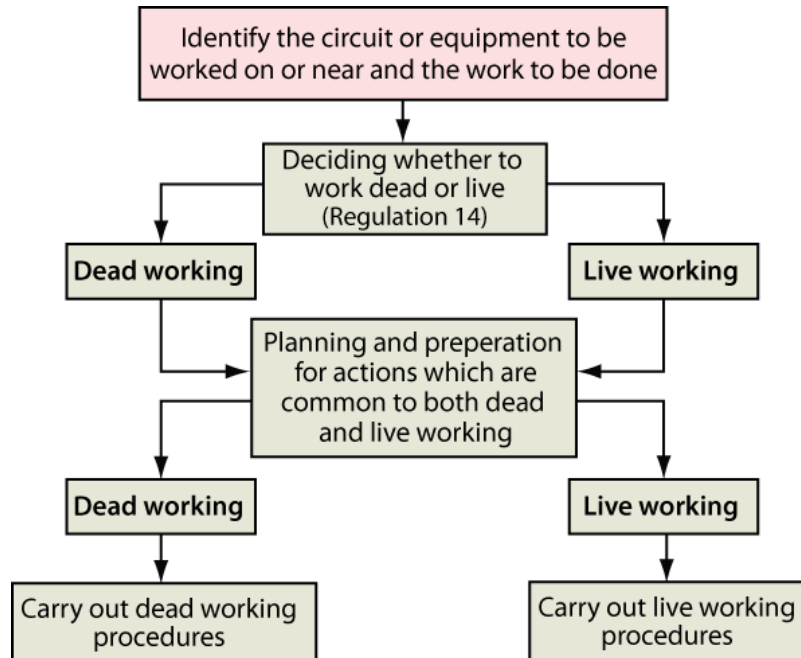 Identify the circuit or equipment to be
worked on or near and the work to be done
Deciding whether to
work dead or live
(Regulation 14)
Dead working
Live working
Planning and preperation
for actions which are
common to both dead
and live working
Dead working
Live working
Carry out dead working
procedures
Carry out live working
procedures